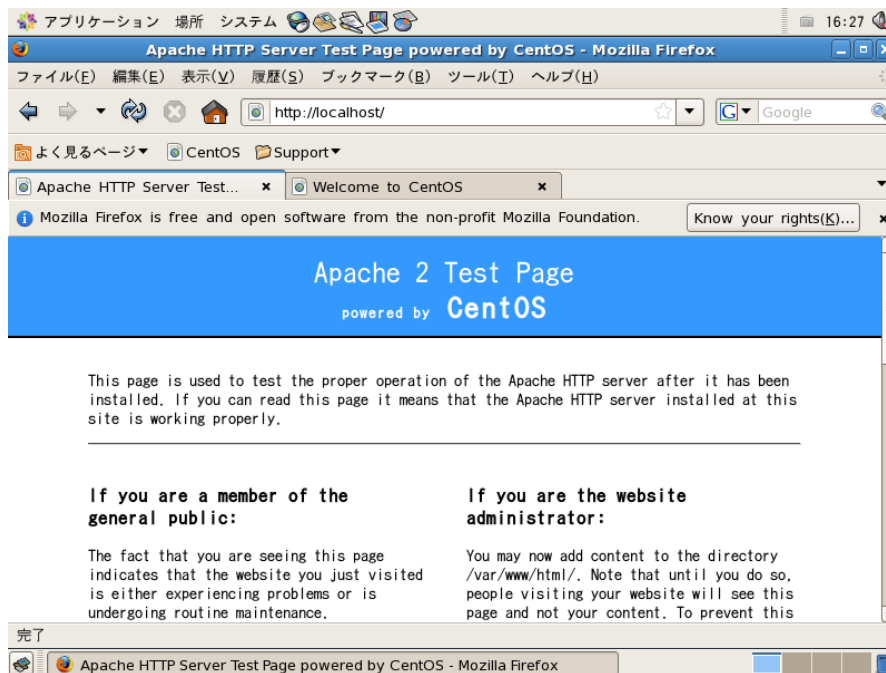 アプリケーション 場所 システム 16:27
Apache HTTP Server Test Page powered by CentOS - Mozilla Firefox
ファイル(F) 編集(E) 表示(V) 履歴(S) ブックマーク(B) ツール(T) ヘルプ(H)
http://localhost/ G Google
よく見るページ CentOS Support
Apache HTTP Server Test... Welcome to CentOS
Mozilla Firefox is free and open software from the non-profit Mozilla Foundation. Know your rights(K)...
Apache 2 Test Page
powered by CentOS
This page is used to test the proper operation of the Apache HTTP server after it has been
installed. If you can read this page it means that the Apache HTTP server installed at this
site is working properly.
If you are a member of the
general public:
The fact that you are seeing this page
indicates that the website you just visited
is either experiencing problems or is
undergoing routine maintenance.
If you are the website
administrator:
You may now add content to the directory
/var/www/html/. Note that until you do so,
people visiting your website will see this
page and not your content. To prevent this
完了
Apache HTTP Server Test Page powered by CentOS - Mozilla Firefox